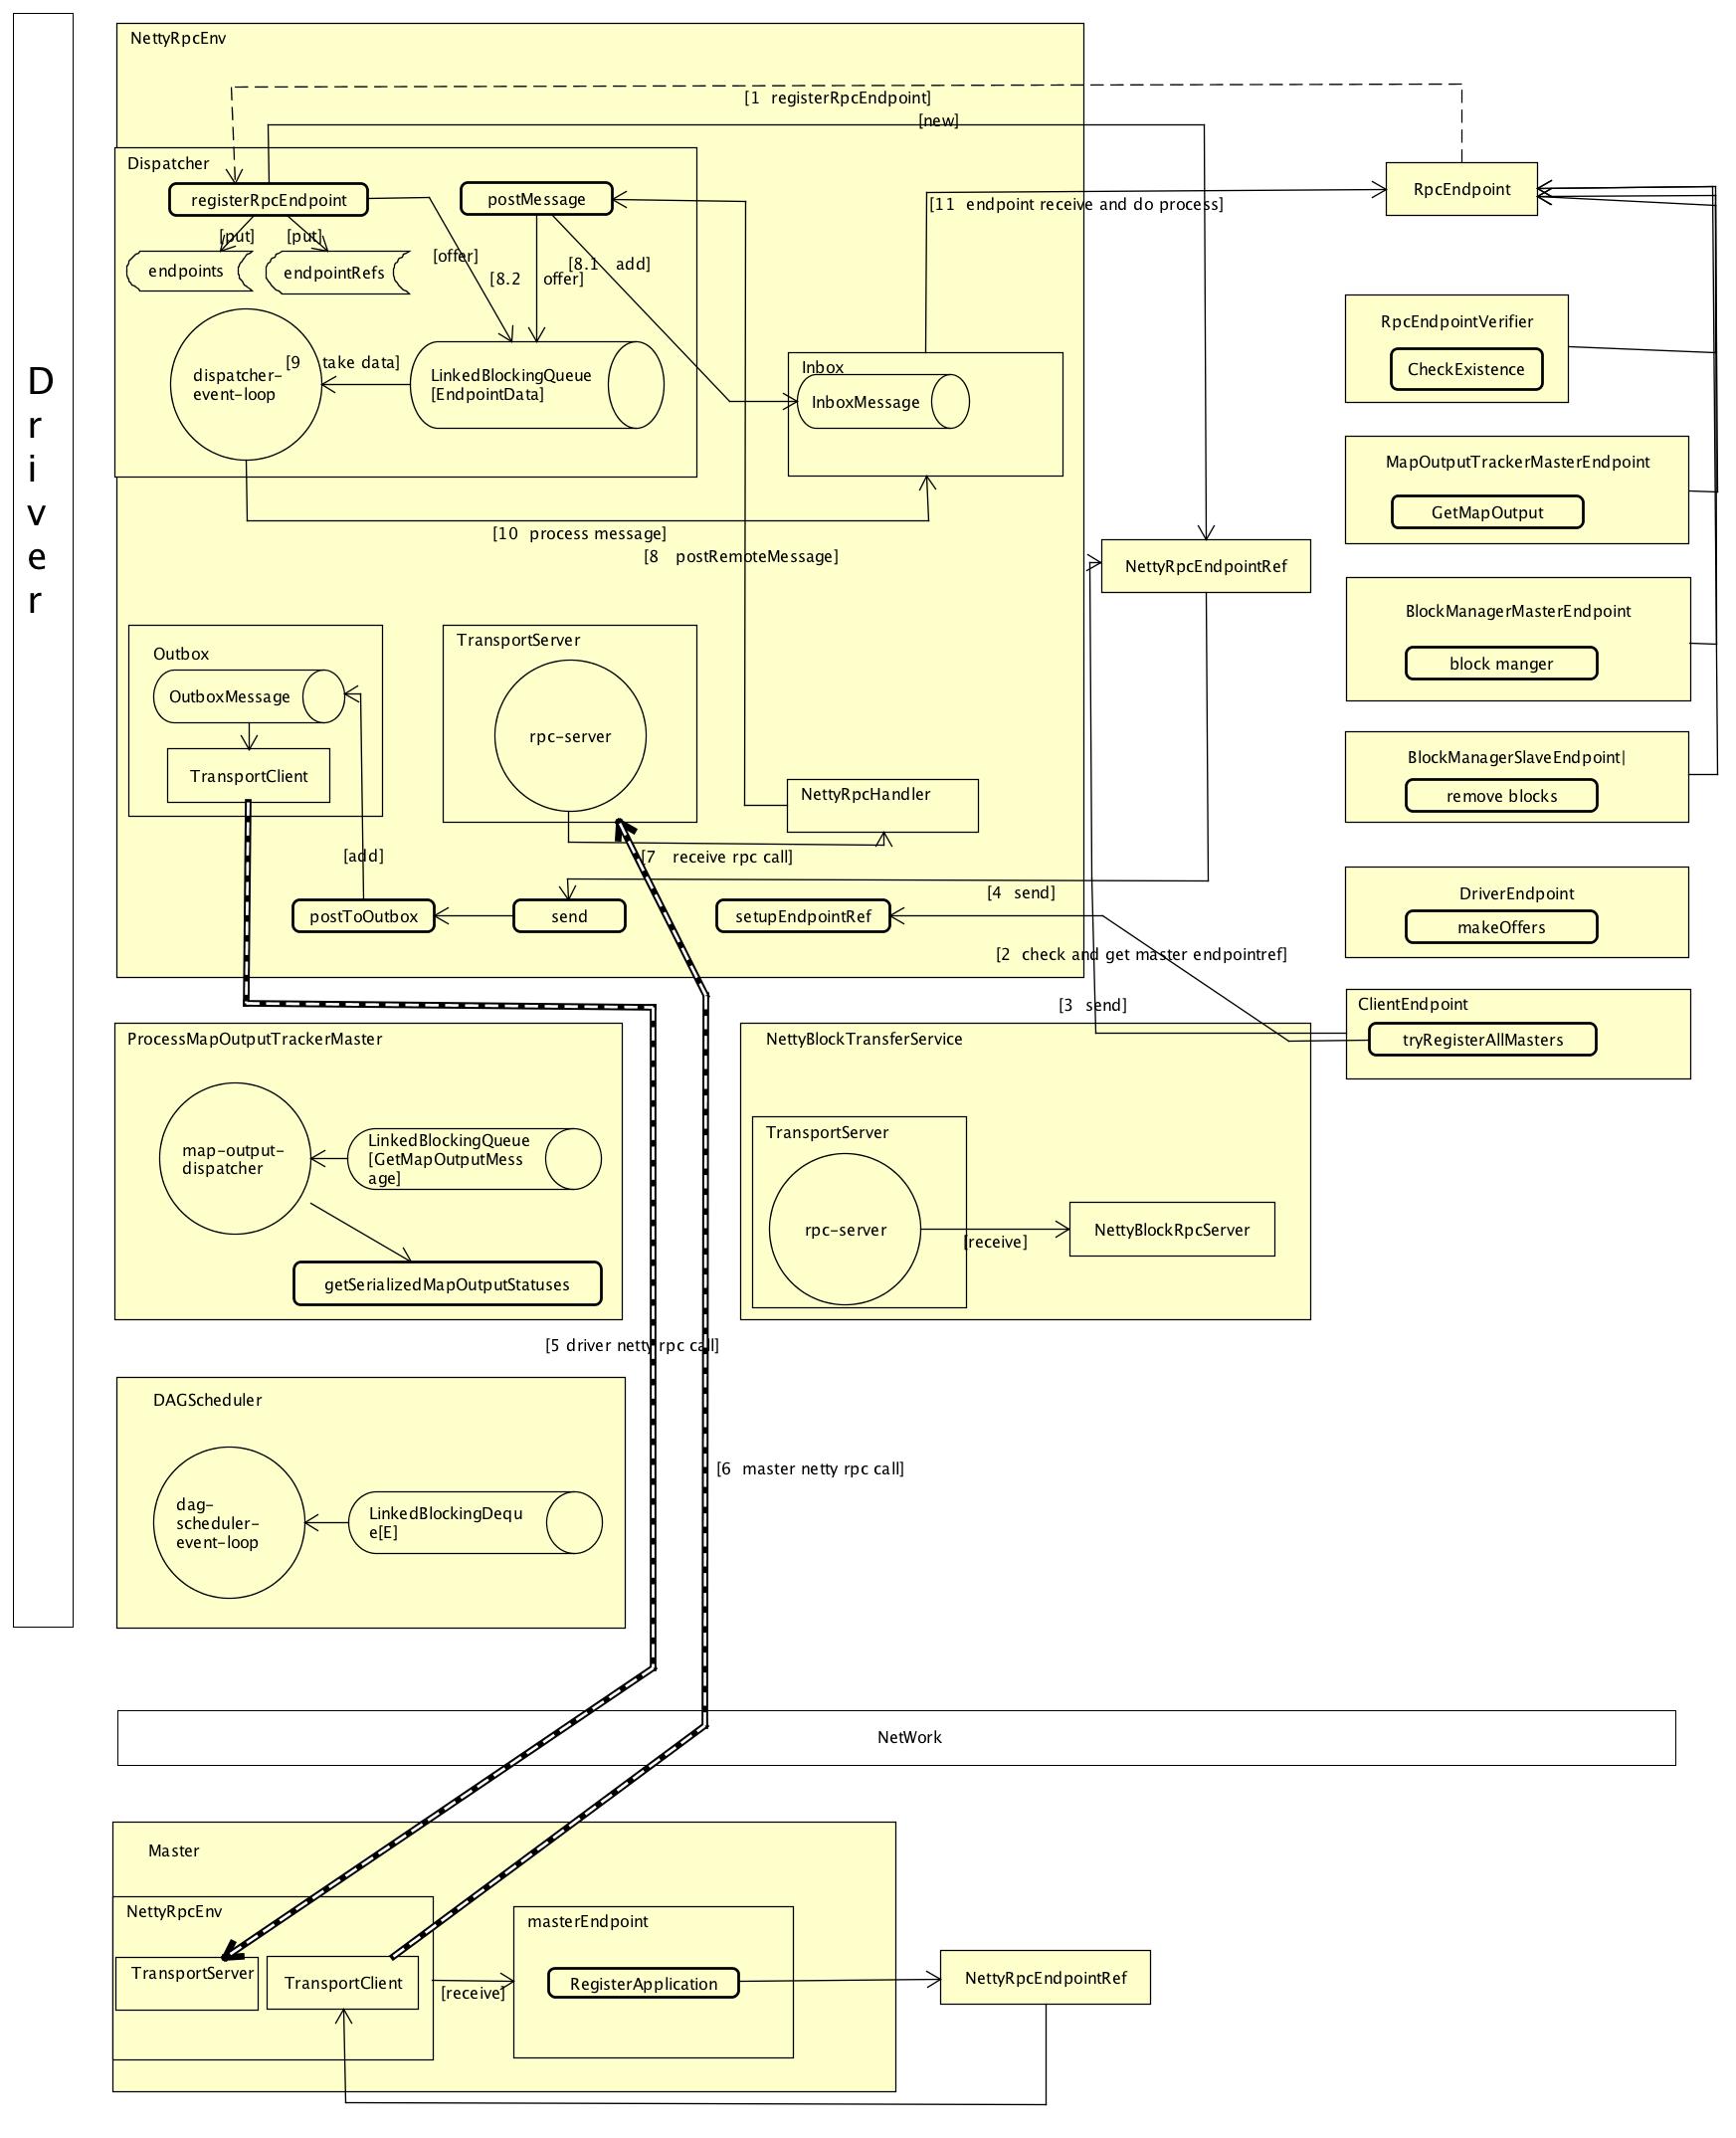 Driver
NettyRpcEnv
[1 registerRpcEndpoint]
[new]
Dispatcher
registerRpcEndpoint
postMessage
RpcEndpoint
[11 endpoint receive and do process]
[put]
[put]
[offer]
[8.2 offer]
[8.1 add]
endpoints
endpointRefs
RpcEndpointVerifier
CheckExistence
[9 take data]
dispatcher-
event-loop
LinkedBlockingQueue
[EndpointData]
Inbox
InboxMessage
MapOutputTrackerMasterEndpoint
GetMapOutput
[10 process message]
[8 postRemoteMessage]
NettyRpcEndpointRef
BlockManagerMasterEndpoint
block manger
Outbox
OutboxMessage
TransportClient
TransportServer
rpc-server
NettyRpcHandler
BlockManagerSlaveEndpoint|
remove blocks
[add]
[7 receive rpc call]
[4 send]
postToOutbox
send
setupEndpointRef
DriverEndpoint
makeOffers
[2 check and get master endpointref]
[3 send]
ClientEndpoint
tryRegisterAllMasters
ProcessMapOutputTrackerMaster
map-output-
dispatcher
LinkedBlockingQueue
[GetMapOutputMess
age]
getSerializedMapOutputStatuses
NettyBlockTransferService
TransportServer
rpc-server
[receive]
NettyBlockRpcServer
[5 driver netty rpc call]
DAGScheduler
dag-
scheduler-
event-loop
LinkedBlockingDequ
e[E]
[6 master netty rpc call]
NetWork
Master
NettyRpcEnv
TransportServer
TransportClient
[receive]
masterEndpoint
RegisterApplication
NettyRpcEndpointRef